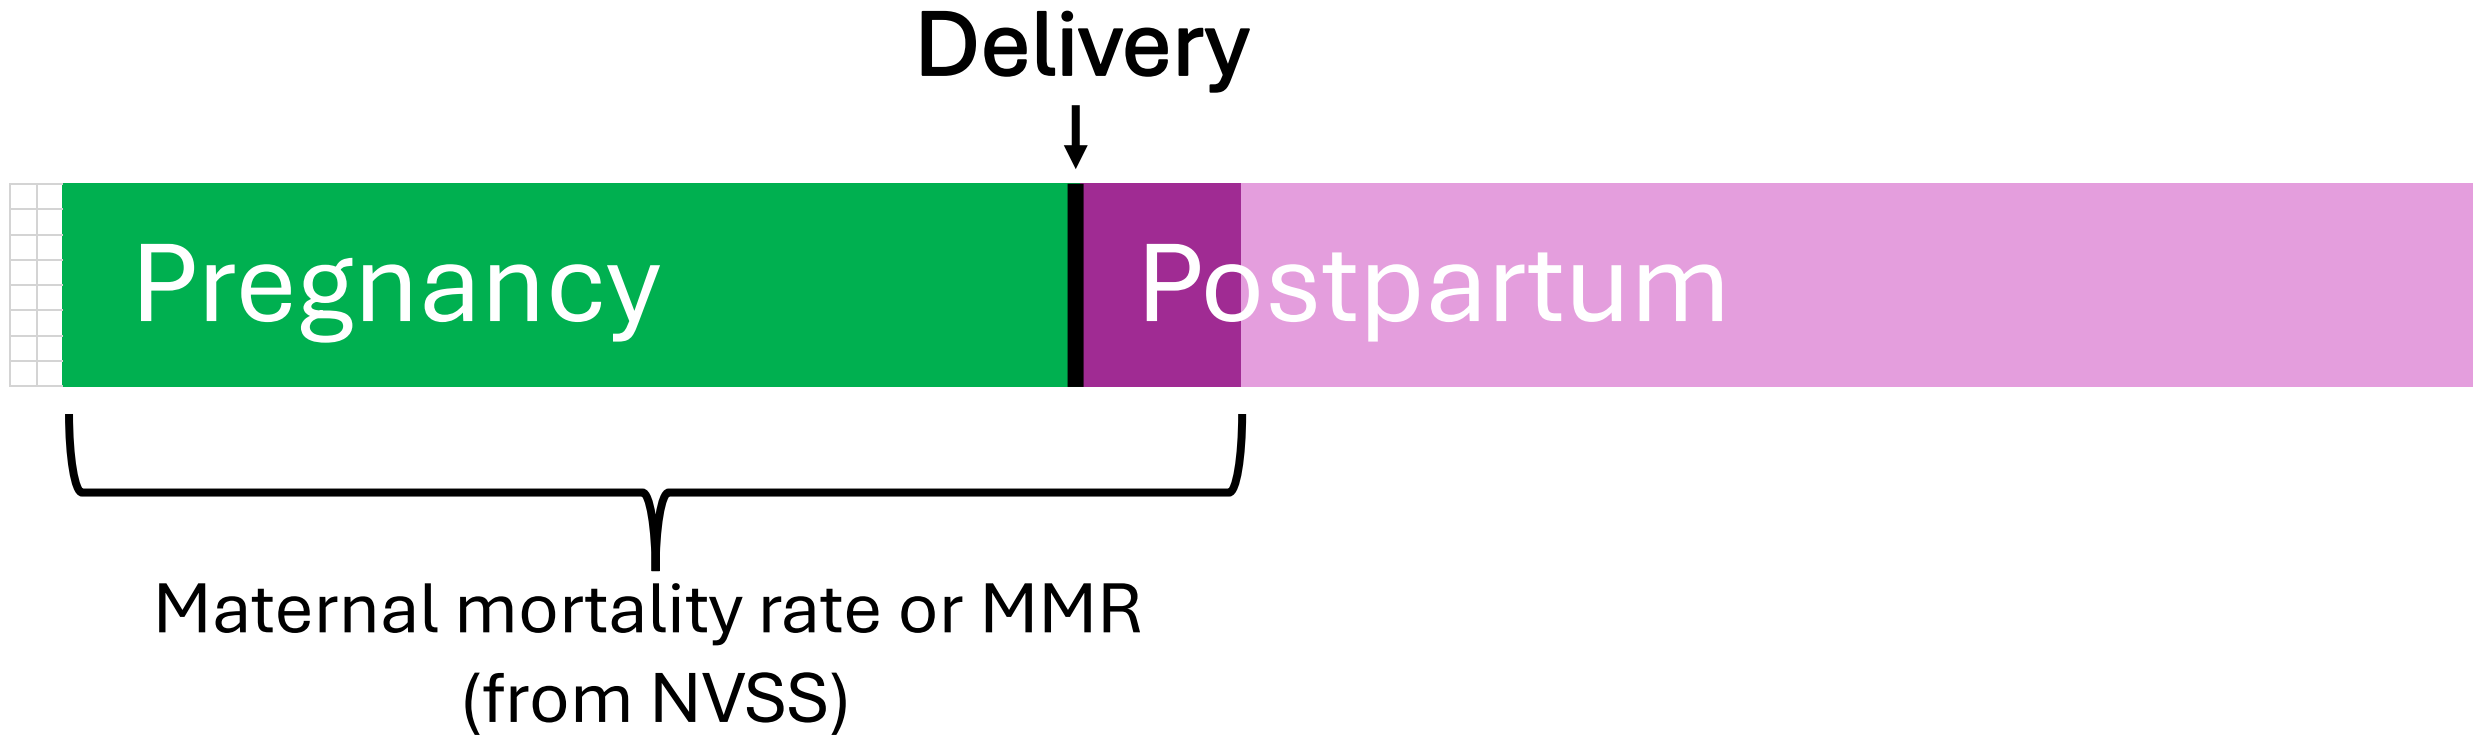 Delivery
Pregnancy
Postpartum
Maternal mortality rate or MMR
(from NVSS)